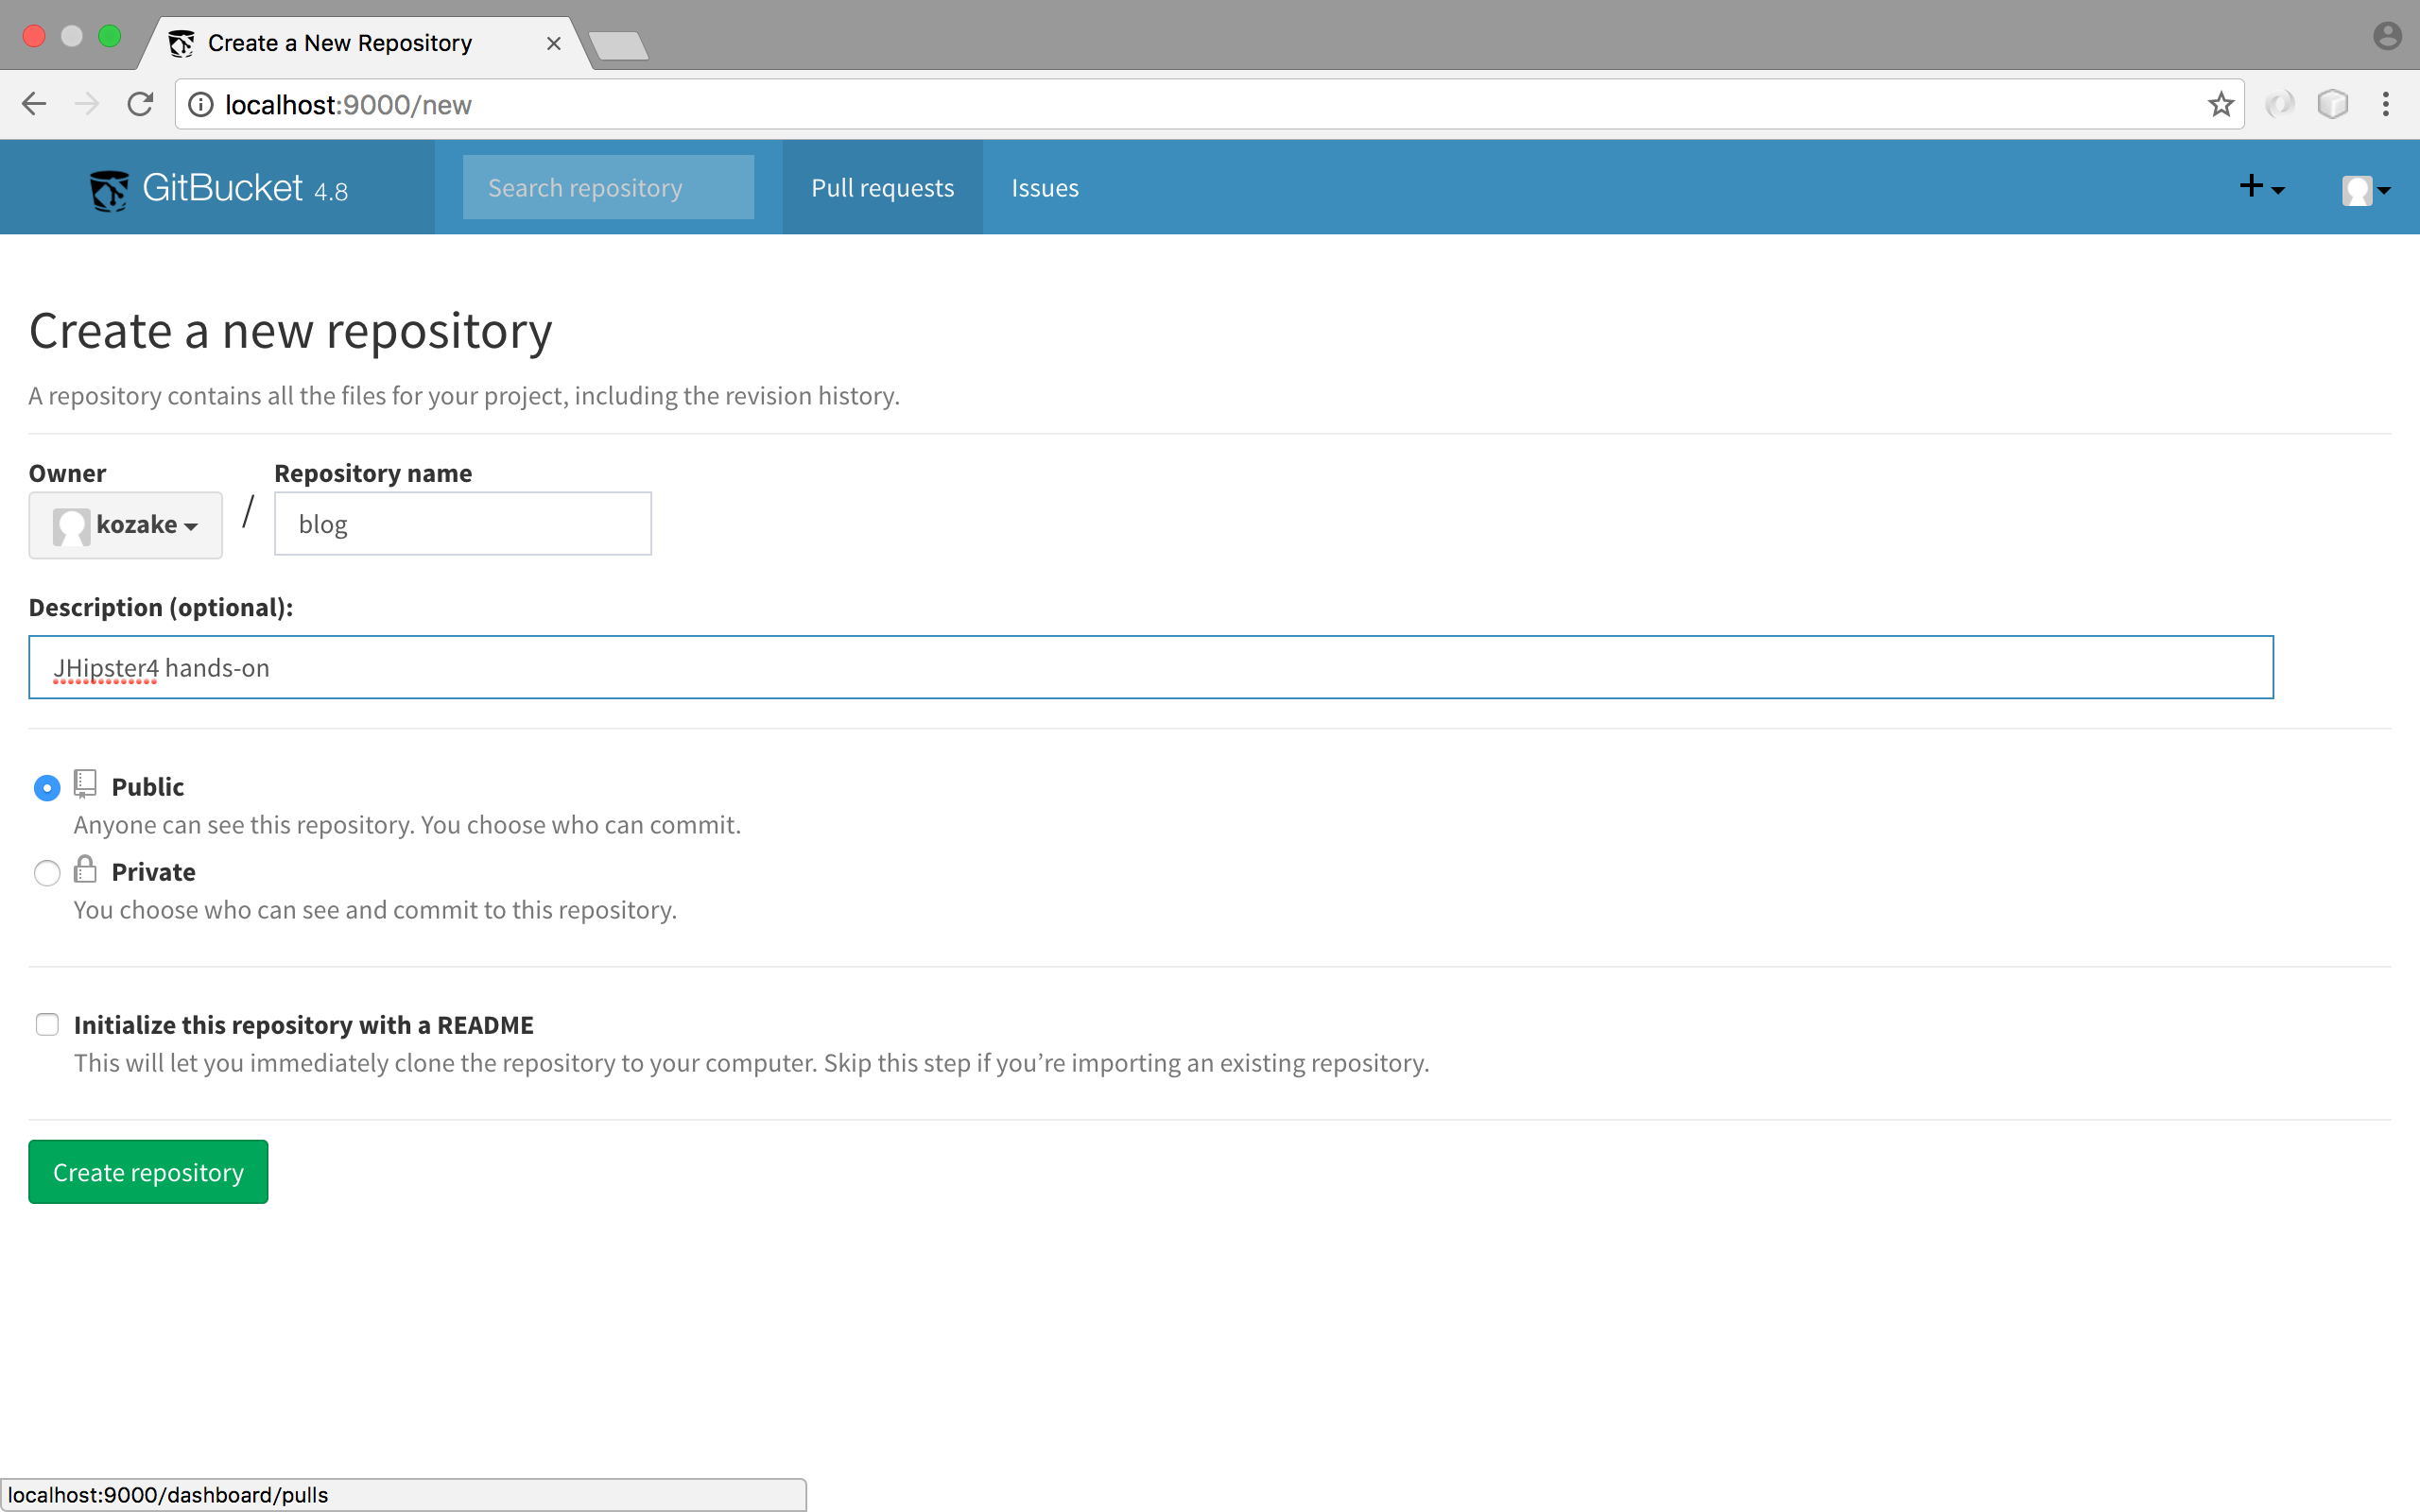 Create a New Repository
localhost:9000/new
GitBucket 4.8
Search repository
Pull requests
Issues
Create a new repository
A repository contains all the files for your project, including the revision history.
Owner
Repository name
kozake
/
blog
Description (optional):
JHipster4 hands-on
Public
Anyone can see this repository. You choose who can commit.
Private
You choose who can see and commit to this repository.
Initialize this repository with a README
This will let you immediately clone the repository to your computer. Skip this step if you’re importing an existing repository.
Create repository
localhost:9000/dashboard/pulls